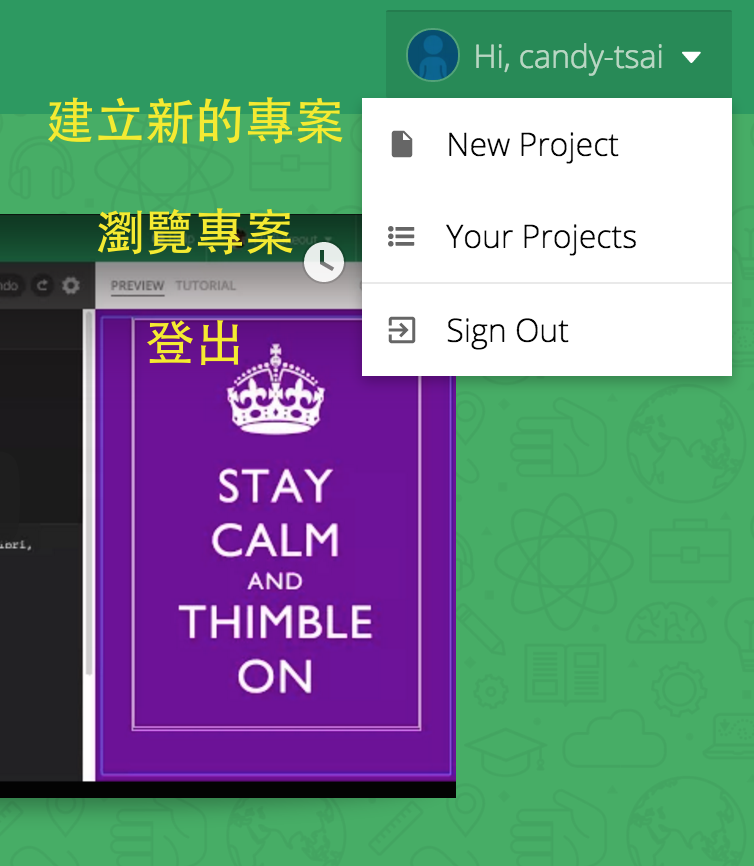 Hi, candy-tsai
建立新的專案
New Project
瀏覽專案
Your Projects
PREVIEW TUTORIAL
登出
Sign Out
STAY
CALM
AND
THIMBLE
ON